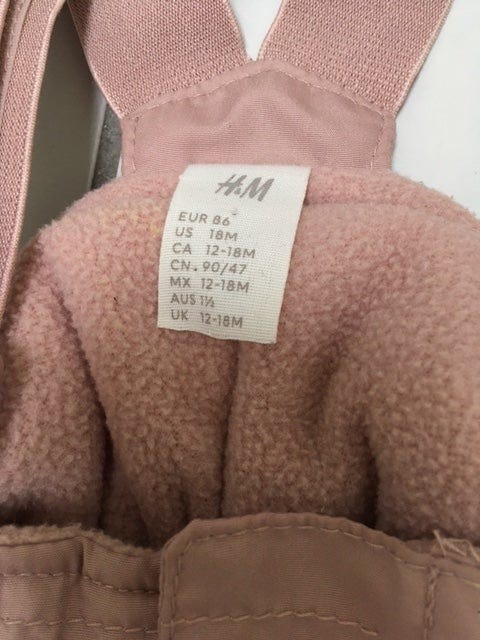 H&M
EUR 86
US 18M
CA 12-18M
CN. 90/47
MX 12-18M
AUS 1½
UK 12-18M